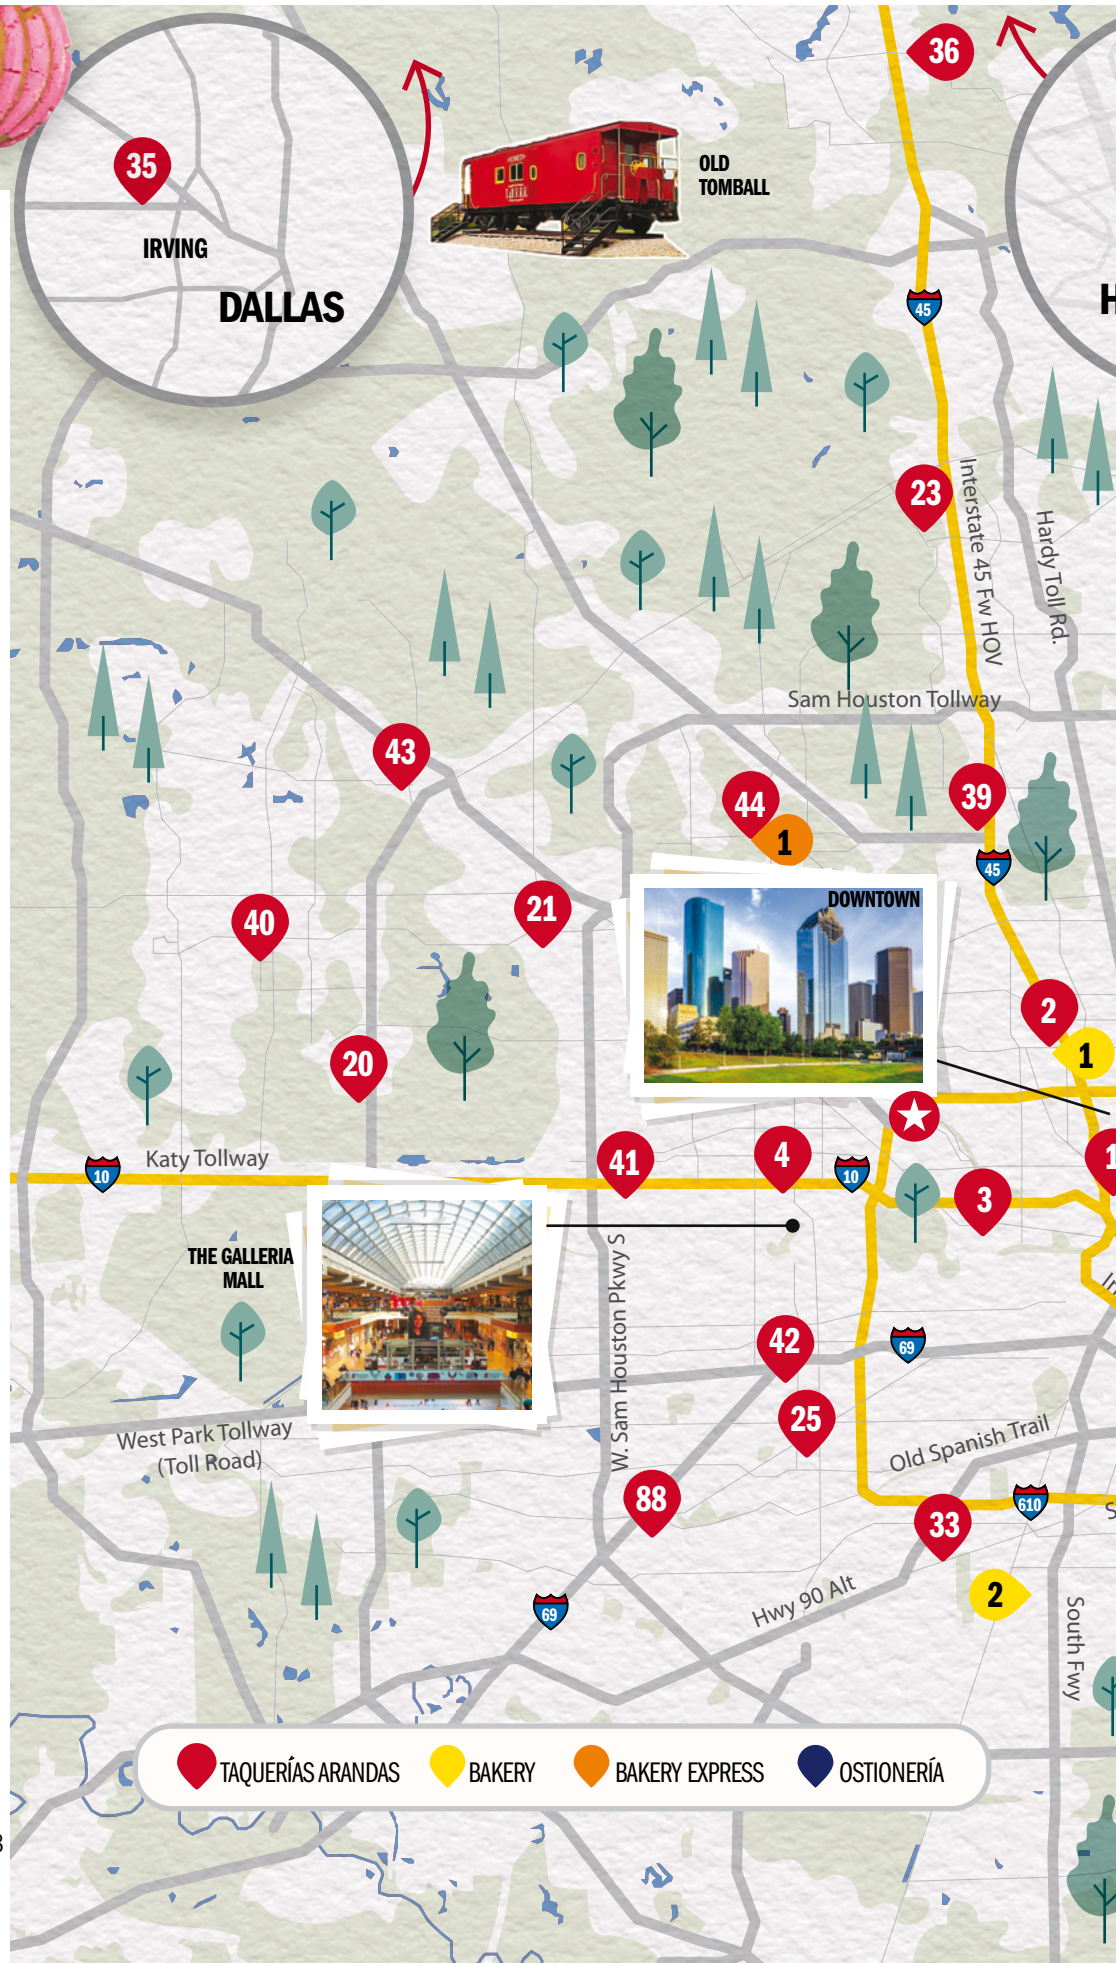 36
35
OLD
TOMBALL
IRVING
DALLAS
H
45
23
Interstate 45 Fw HOV
Hardy Toll Rd.
Sam Houston Tollway
43
44
39
1
45
DOWNTOWN
40
21
2
1
20
Katy Tollway
10
41
4
10
3
1
THE GALLERIA
MALL
W. Sam Houston Pkwy S
42
69
25
West Park Tollway
(Toll Road)
Old Spanish Trail
88
610
33
S
69
Hwy 90 Alt
2
South Fwy
TAQUERÍAS ARANDAS
BAKERY
BAKERY EXPRESS
OSTIONERÍA